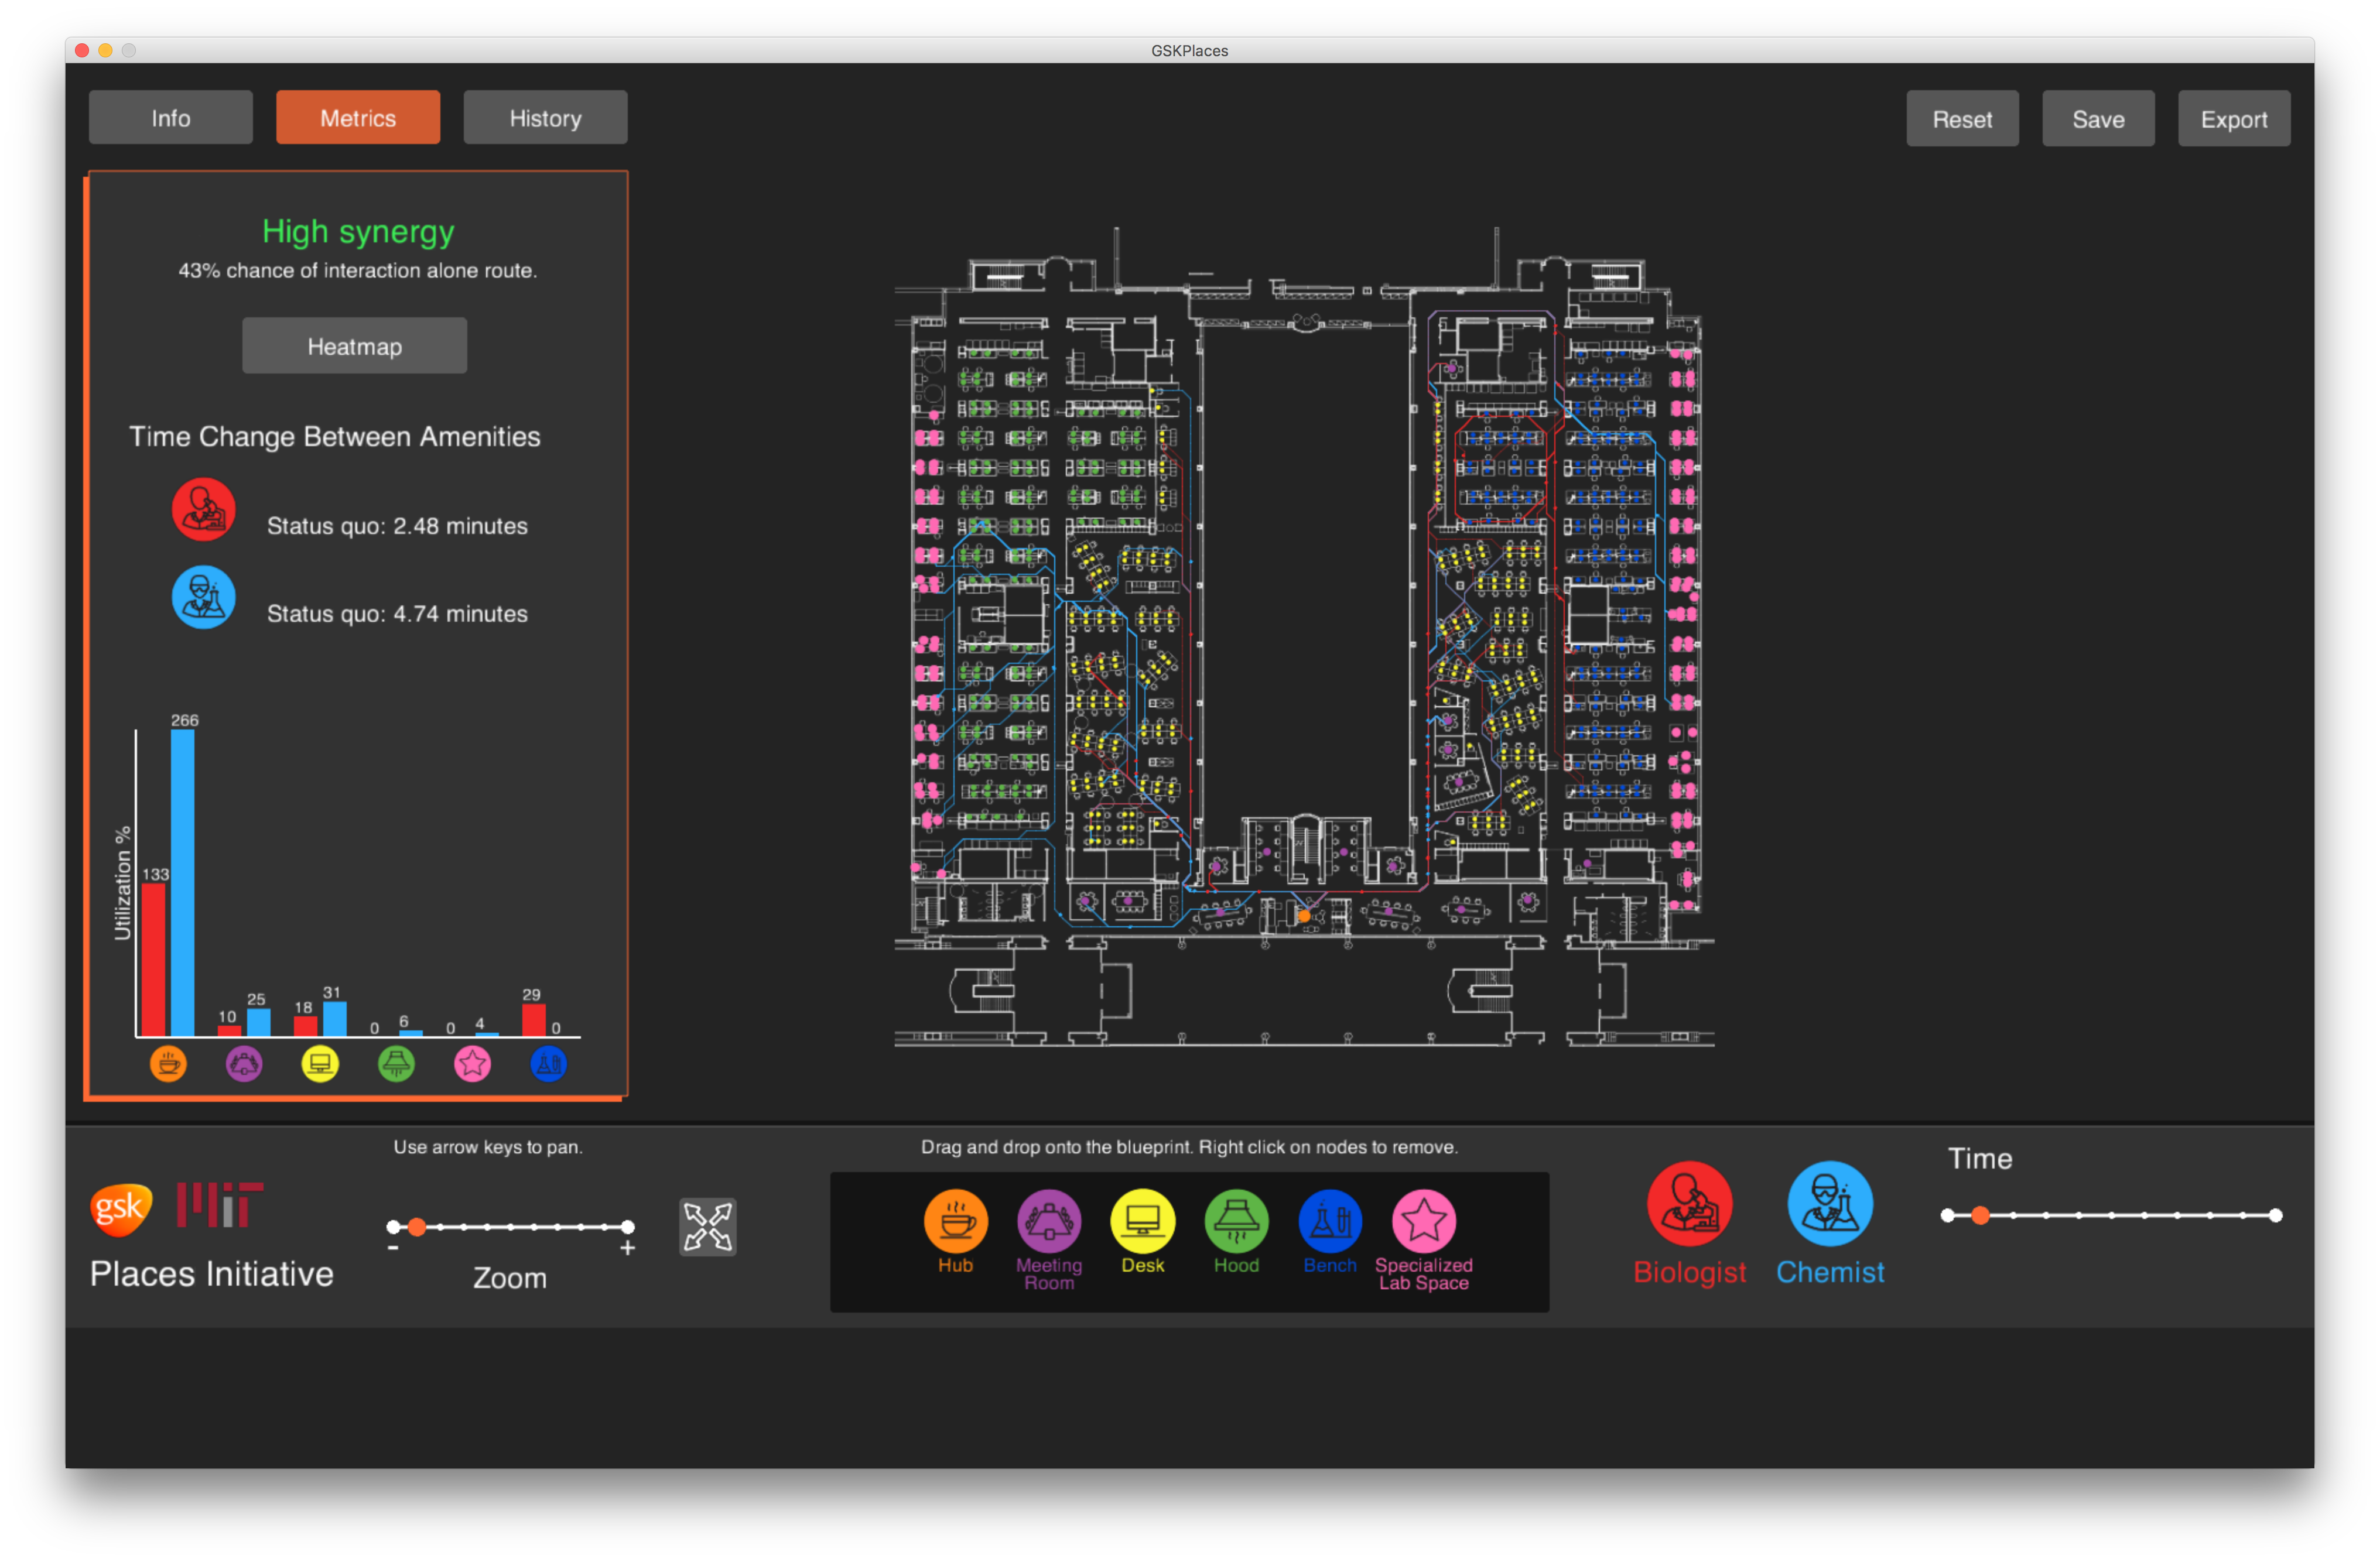 GSKPlaces
Info
Metrics
History
Reset
Save
Export
High synergy
43% chance of interaction alone route.
Heatmap
Time Change Between Amenities
Status quo: 2.48 minutes
Status quo: 4.74 minutes
Utilization %
133
266
10
25
18
31
0
6
0
4
29
0
Use arrow keys to pan.
gsk
MIT
Places Initiative
-
+
Zoom
Drag and drop onto the blueprint. Right click on nodes to remove.
Hub
Meeting
Room
Desk
Hood
Bench
Specialized
Lab Space
Biologist
Chemist
Time